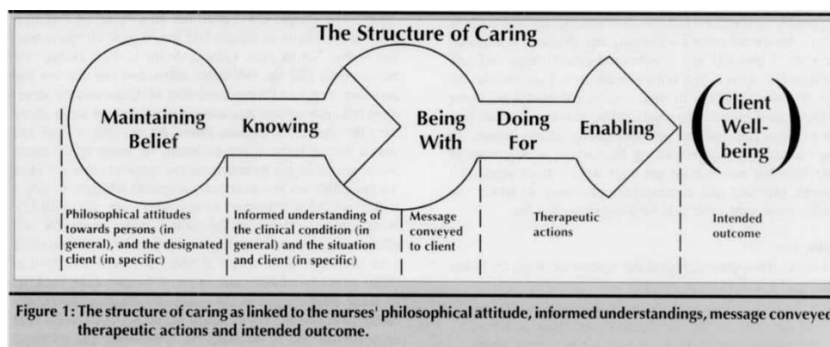 The Structure of Caring
Maintaining
Belief
Knowing
Being
With
Doing
For
Enabling
Client
Well-
being
Philosophical attitudes
towards persons (in
general), and the designated
client (in specific)
Informed understanding of
the clinical condition (in
general) and the situation
and client (in specific)
Message
conveyed
to client
Therapeutic
actions
Intended
outcome
Figure 1: The structure of caring as linked to the nurses' philosophical attitude, informed understandings, message conveyed
therapeutic actions and intended outcome.